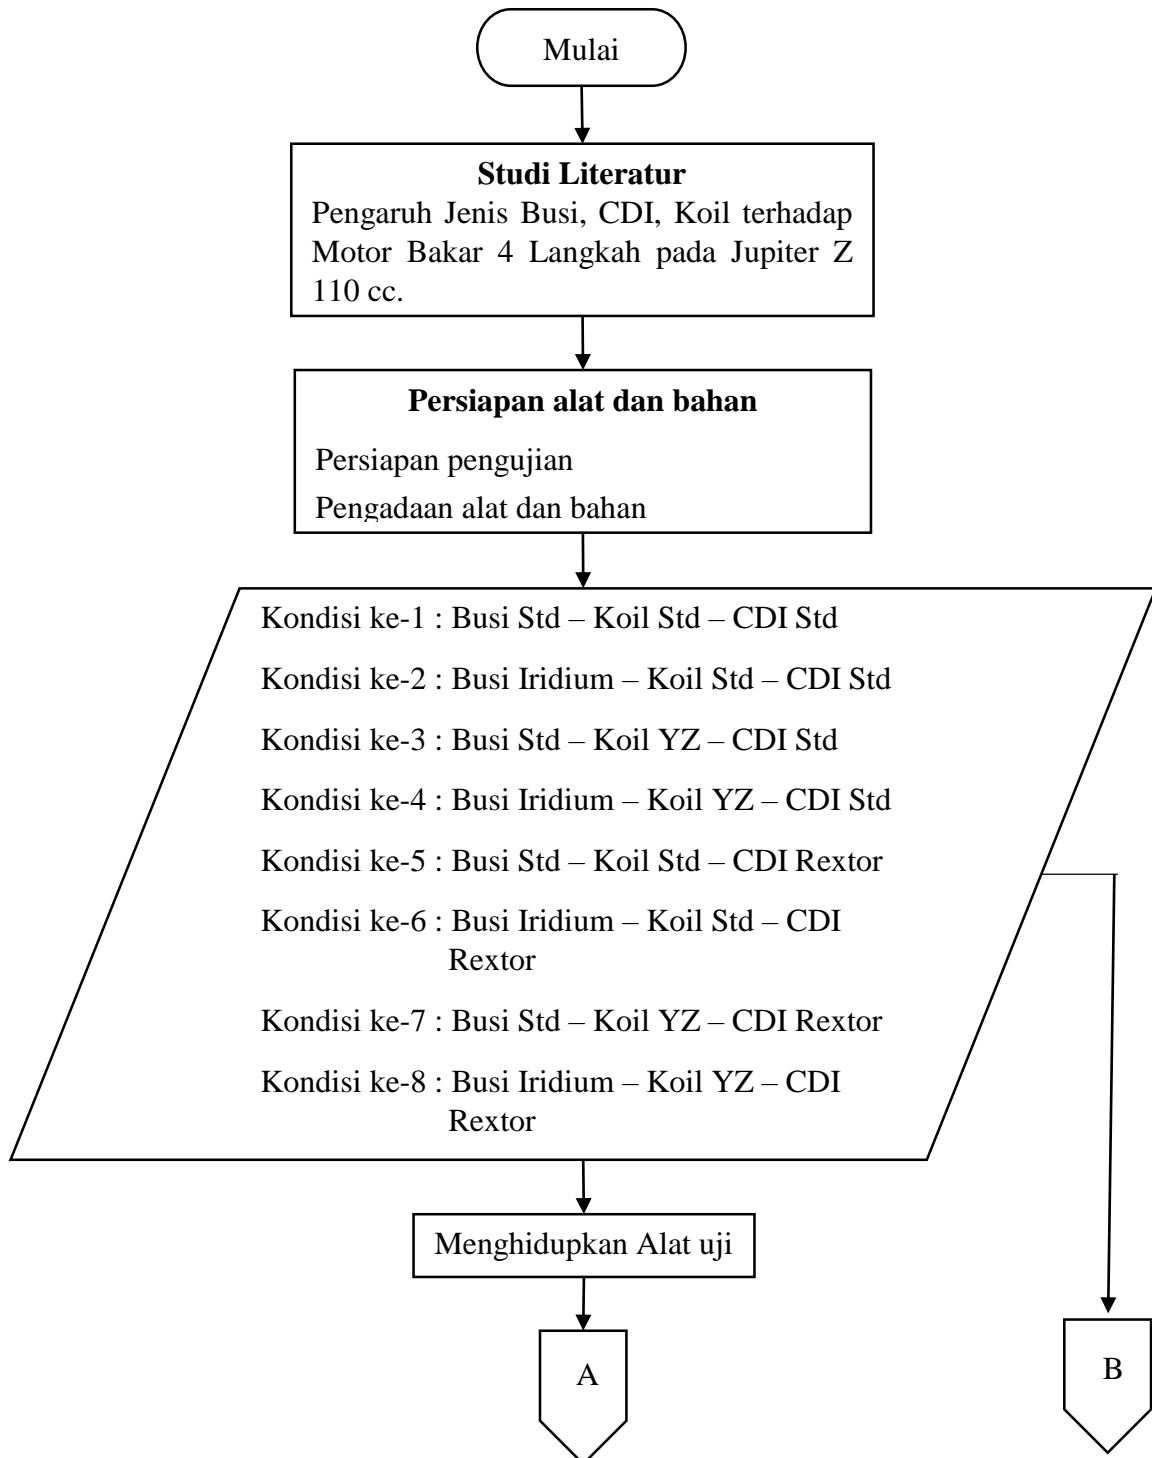 Mulai
Studi Literatur
Pengaruh Jenis Busi, CDI, Koil terhadap
Motor Bakar 4 Langkah pada Jupiter Z
110 cc.
Persiapan alat dan bahan
Persiapan pengujian
Pengadaan alat dan bahan
Kondisi ke-1 : Busi Std – Koil Std – CDI Std
Kondisi ke-2 : Busi Iridium – Koil Std – CDI Std
Kondisi ke-3 : Busi Std – Koil YZ – CDI Std
Kondisi ke-4 : Busi Iridium – Koil YZ – CDI Std
Kondisi ke-5 : Busi Std – Koil Std – CDI Rextor
Kondisi ke-6 : Busi Iridium – Koil Std – CDI
Rextor
Kondisi ke-7 : Busi Std – Koil YZ – CDI Rextor
Kondisi ke-8 : Busi Iridium – Koil YZ – CDI
Rextor
Menghidupkan Alat uji
A
B